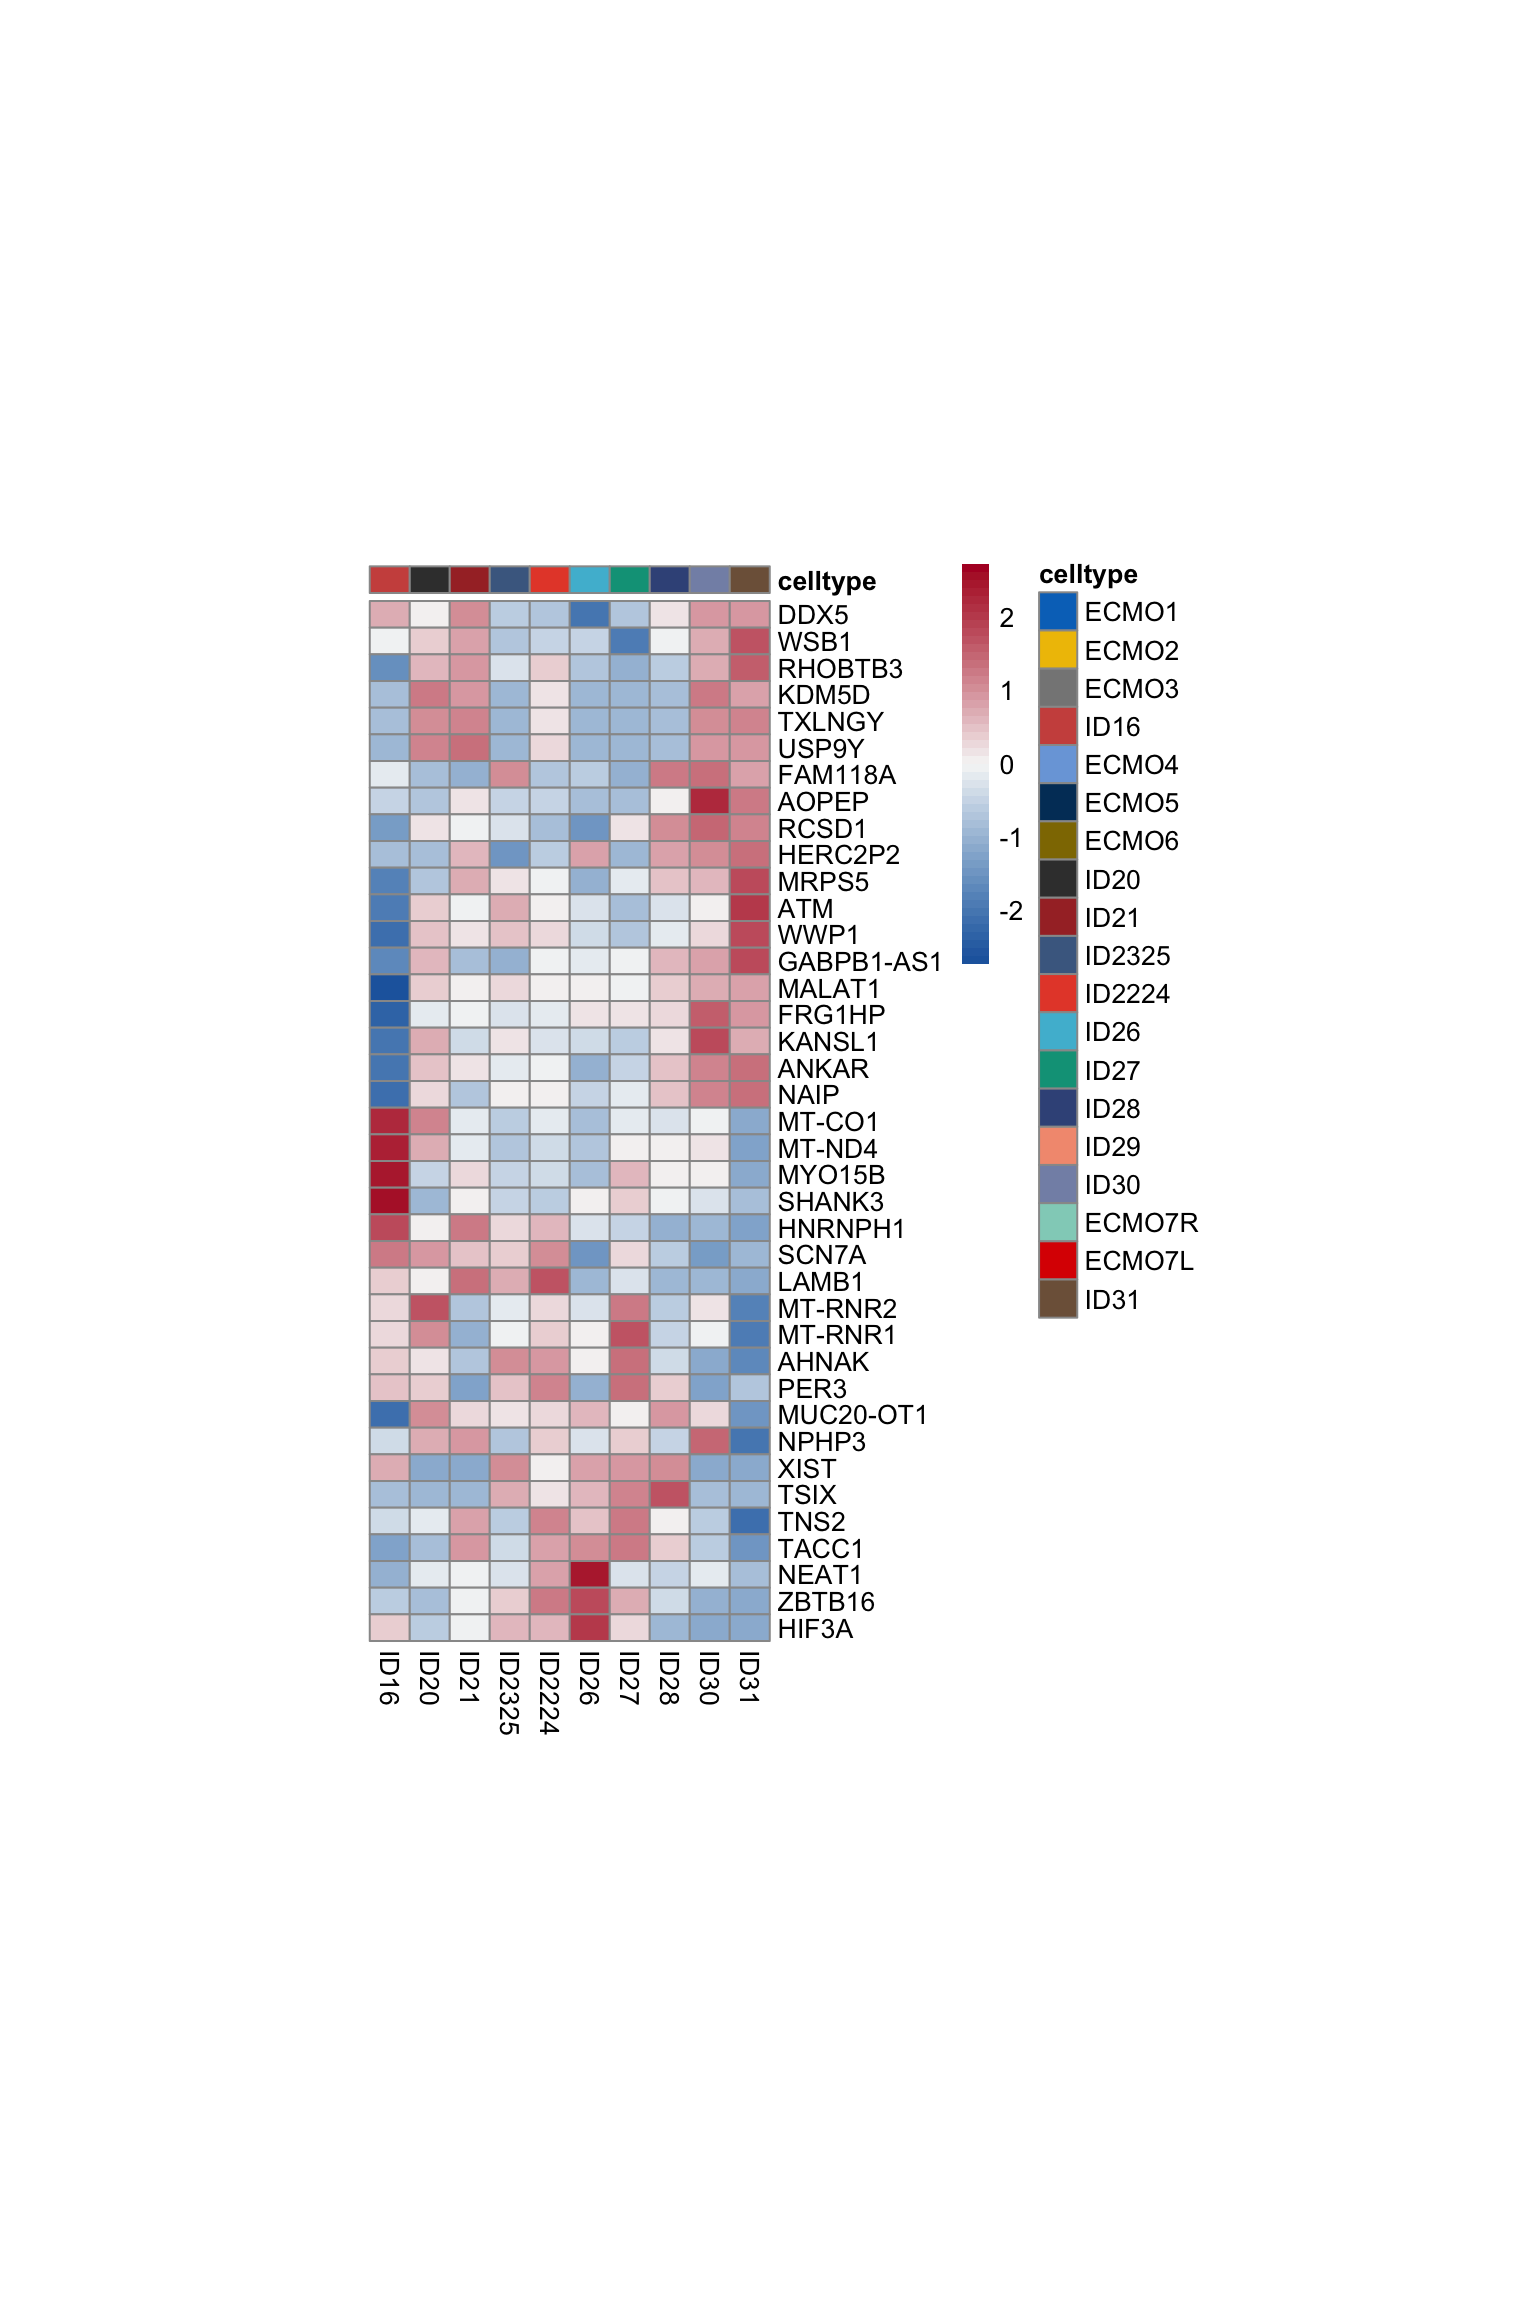 celltype
DDX5
WSB1
RHOBTB3
KDM5D
TXLNGY
USP9Y
FAM118A
AOPEP
RCSD1
HERC2P2
MRPS5
ATM
WWP1
GABPB1-AS1
MALAT1
FRG1HP
KANSL1
ANKAR
NAIP
MT-CO1
MT-ND4
MYO15B
SHANK3
HNRNPH1
SCN7A
LAMB1
MT-RNR2
MT-RNR1
AHNAK
PER3
MUC20-OT1
NPHP3
XIST
TSIX
TNS2
TACC1
NEAT1
ZBTB16
HIF3A
ID16
ID20
ID21
ID2325
ID2224
ID26
ID27
ID28
ID30
ID31
2
1
0
-1
-2
celltype
ECMO1
ECMO2
ECMO3
ID16
ECMO4
ECMO5
ECMO6
ID20
ID21
ID2325
ID2224
ID26
ID27
ID28
ID29
ID30
ECMO7R
ECMO7L
ID31